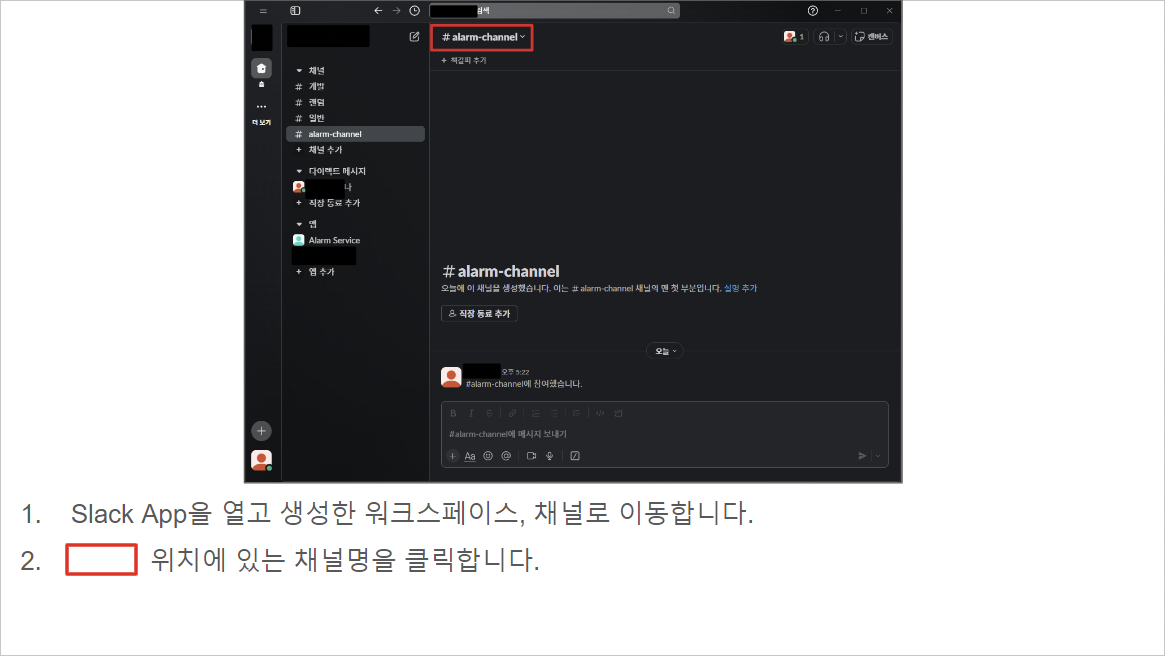 검색
# alarm-channel
1
캔버스
+ 책갈피 추가
홈
더 보기
채널
# 개발
# 랜덤
# 일반
# alarm-channel
+ 채널 추가
다이렉트 메시지
나
+ 직장 동료 추가
앱
Alarm Service
+ 앱 추가
# alarm-channel
오늘에 이 채널을 생성했습니다. 이는 # alarm-channel 채널의 맨 첫 부분입니다. 설명 추가
직장 동료 추가
오늘
오후 5:22
#alarm-channel에 참여했습니다.
B I S
#alarm-channel에 메시지 보내기
+ Aa @
1. Slack App을 열고 생성한 워크스페이스, 채널로 이동합니다.
2. 위치에 있는 채널명을 클릭합니다.